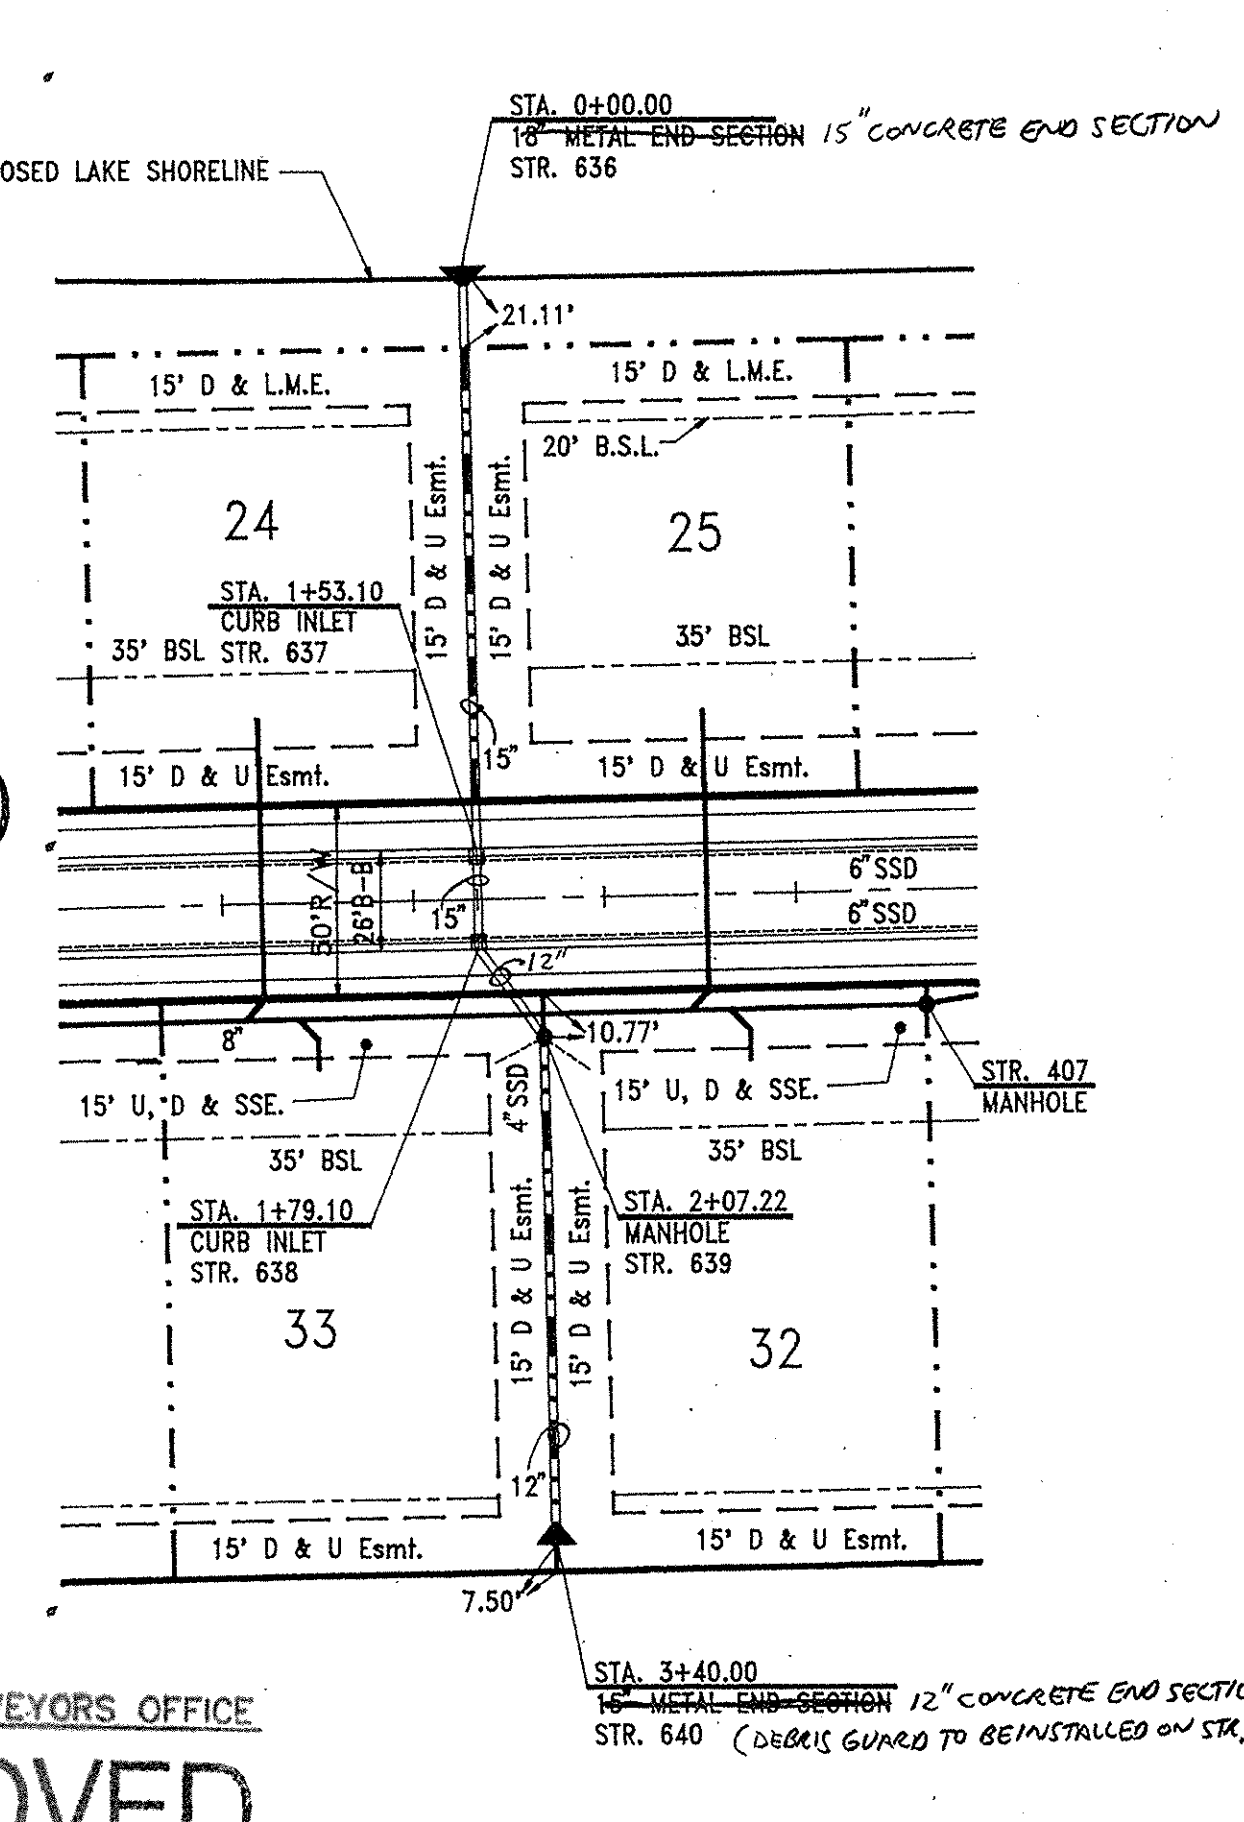 STA. 0+00.00
18" METAL END SECTION 15" CONCRETE END SECTION
STR. 636
OSED LAKE SHORELINE
21.11'
15' D & L.M.E.
15' D & L.M.E.
20' B.S.L.
24
25
15' D & U Esmt.
15' D & U Esmt.
STA. 1+53.10
CURB INLET
35' BSL STR. 637
35' BSL
15"
15' D & U Esmt.
15' D & U Esmt.
50'R/W
26'B-B
6"SSD
15"
6"SSD
12"
8"
10.77'
4"SSD
15' U, D & SSE.
15' U, D & SSE.
STR. 407
MANHOLE
35' BSL
35' BSL
STA. 1+79.10
CURB INLET
STR. 638
STA. 2+07.22
MANHOLE
STR. 639
15' D & U Esmt.
15' D & U Esmt.
33
32
12"
15' D & U Esmt.
15' D & U Esmt.
7.50'
STA. 3+40.00
METAL END SECTION 12" CONCRETE END SECTIO
STR. 640 (DEBRIS GUARD TO BE INSTALLED ON STR.
VEYORS OFFICE
OVED